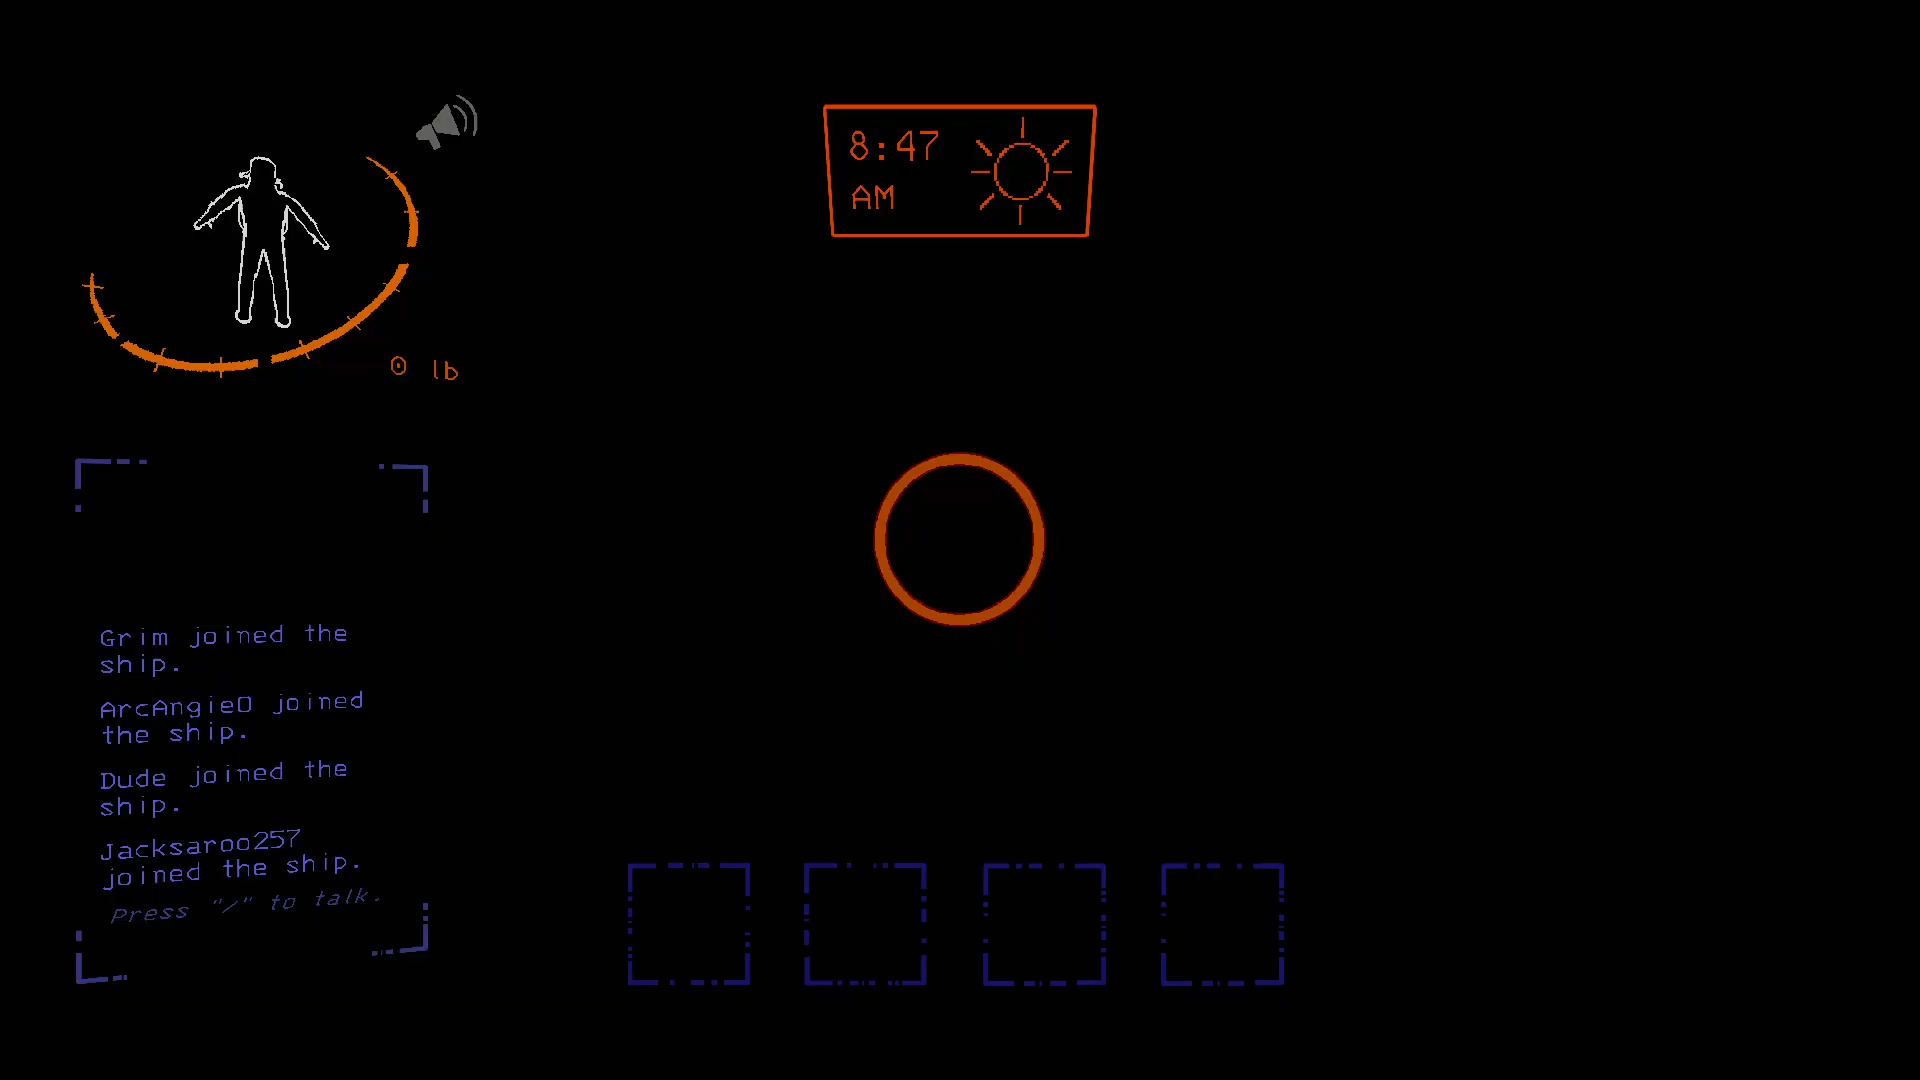 8:47
AM
0 lb
Grim joined the
ship.
ArcAngie0 joined
the ship.
Dude joined the
ship.
Jacksaroo257
joined the ship.
Press "/" to talk.